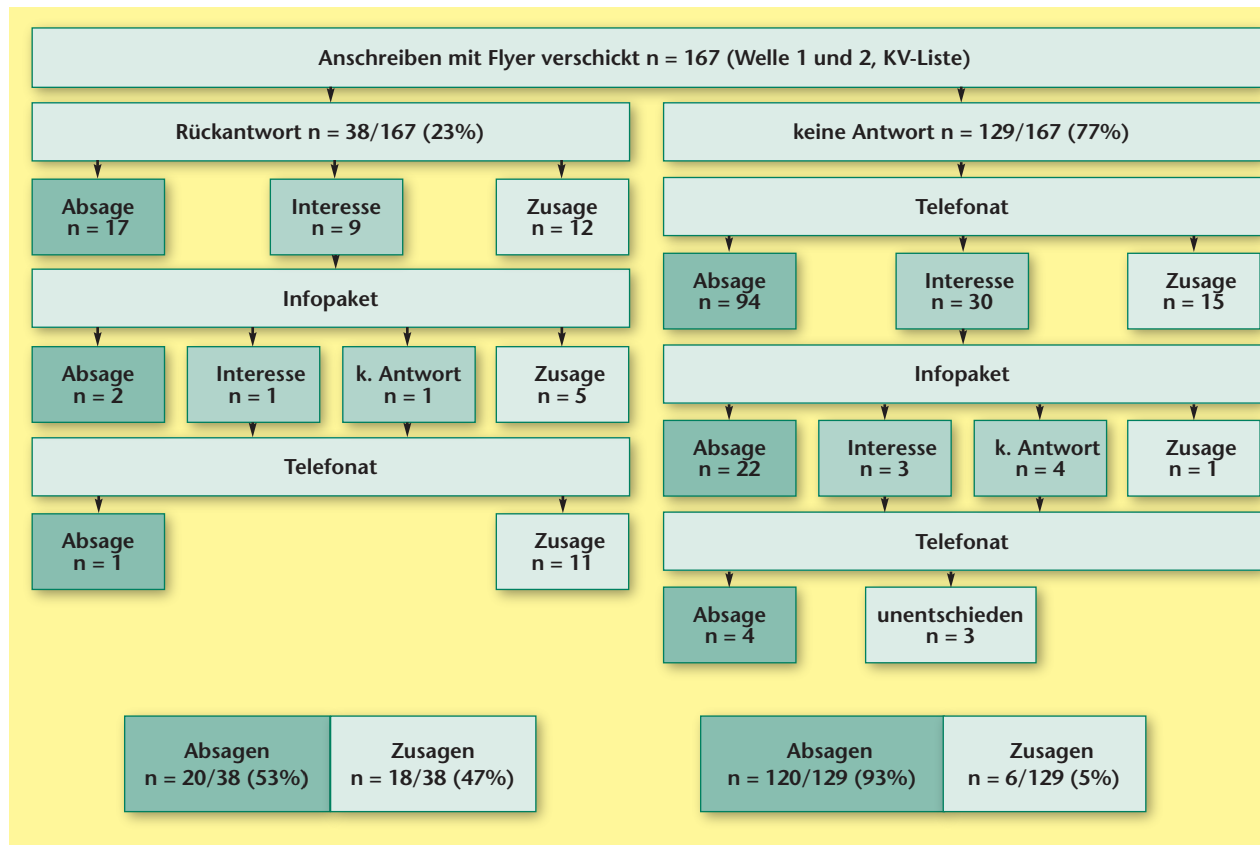 Anschreiben mit Flyer verschickt n = 167 (Welle 1 und 2, KV-Liste)
Rückantwort n = 38/167 (23%)
Absage
n = 17
Interesse
n = 9
Zusage
n = 12
Infopaket
Absage
n = 2
Interesse
n = 1
k. Antwort
n = 1
Zusage
n = 5
Telefonat
Absage
n = 1
Zusage
n = 11
Absagen
n = 20/38 (53%)
Zusagen
n = 18/38 (47%)
keine Antwort n = 129/167 (77%)
Telefonat
Absage
n = 94
Interesse
n = 30
Zusage
n = 15
Infopaket
Absage
n = 22
Interesse
n = 3
k. Antwort
n = 4
Zusage
n = 1
Telefonat
Absage
n = 4
unentschieden
n = 3
Absagen
n = 120/129 (93%)
Zusagen
n = 6/129 (5%)